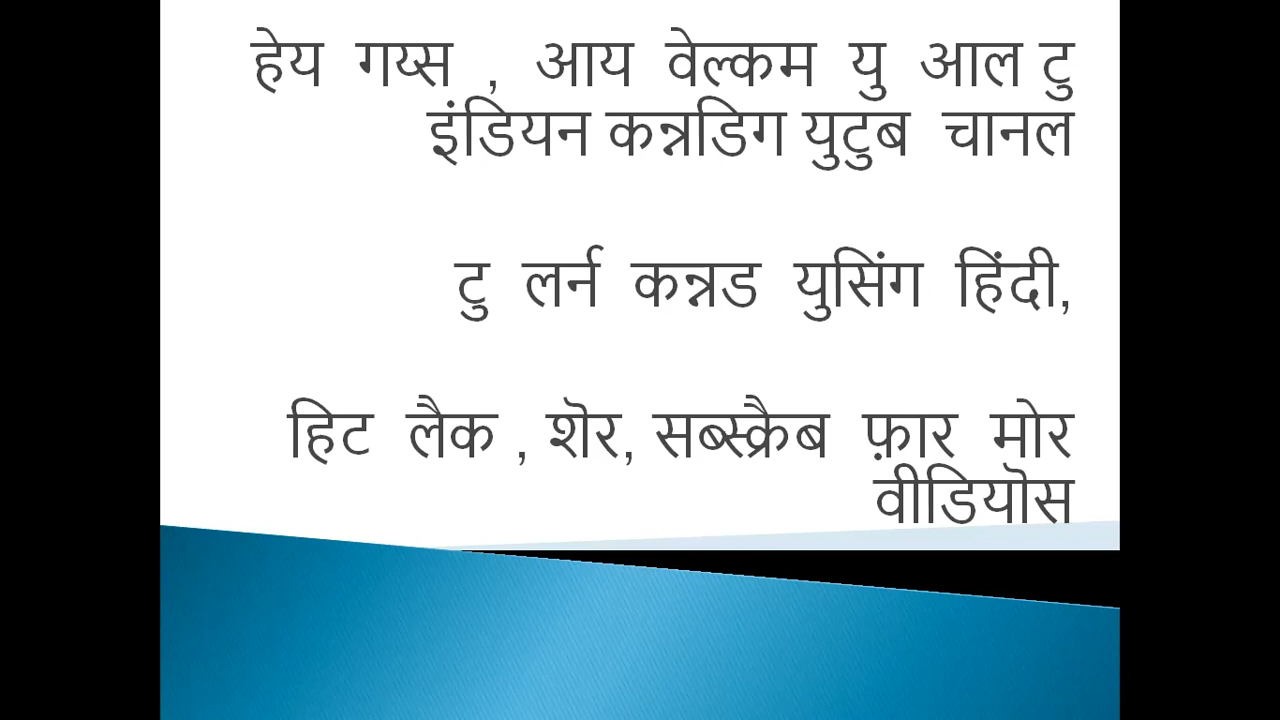 हेय गय्स , आय वेल्कम यु आल टु
इंडियन कन्नडिग युटुब चानल
टु लर्न कन्नड युसिंग हिंदी,
हिट लैक , शॆर, सब्स्क्रैब फ़ार मोर
वीडियॊस